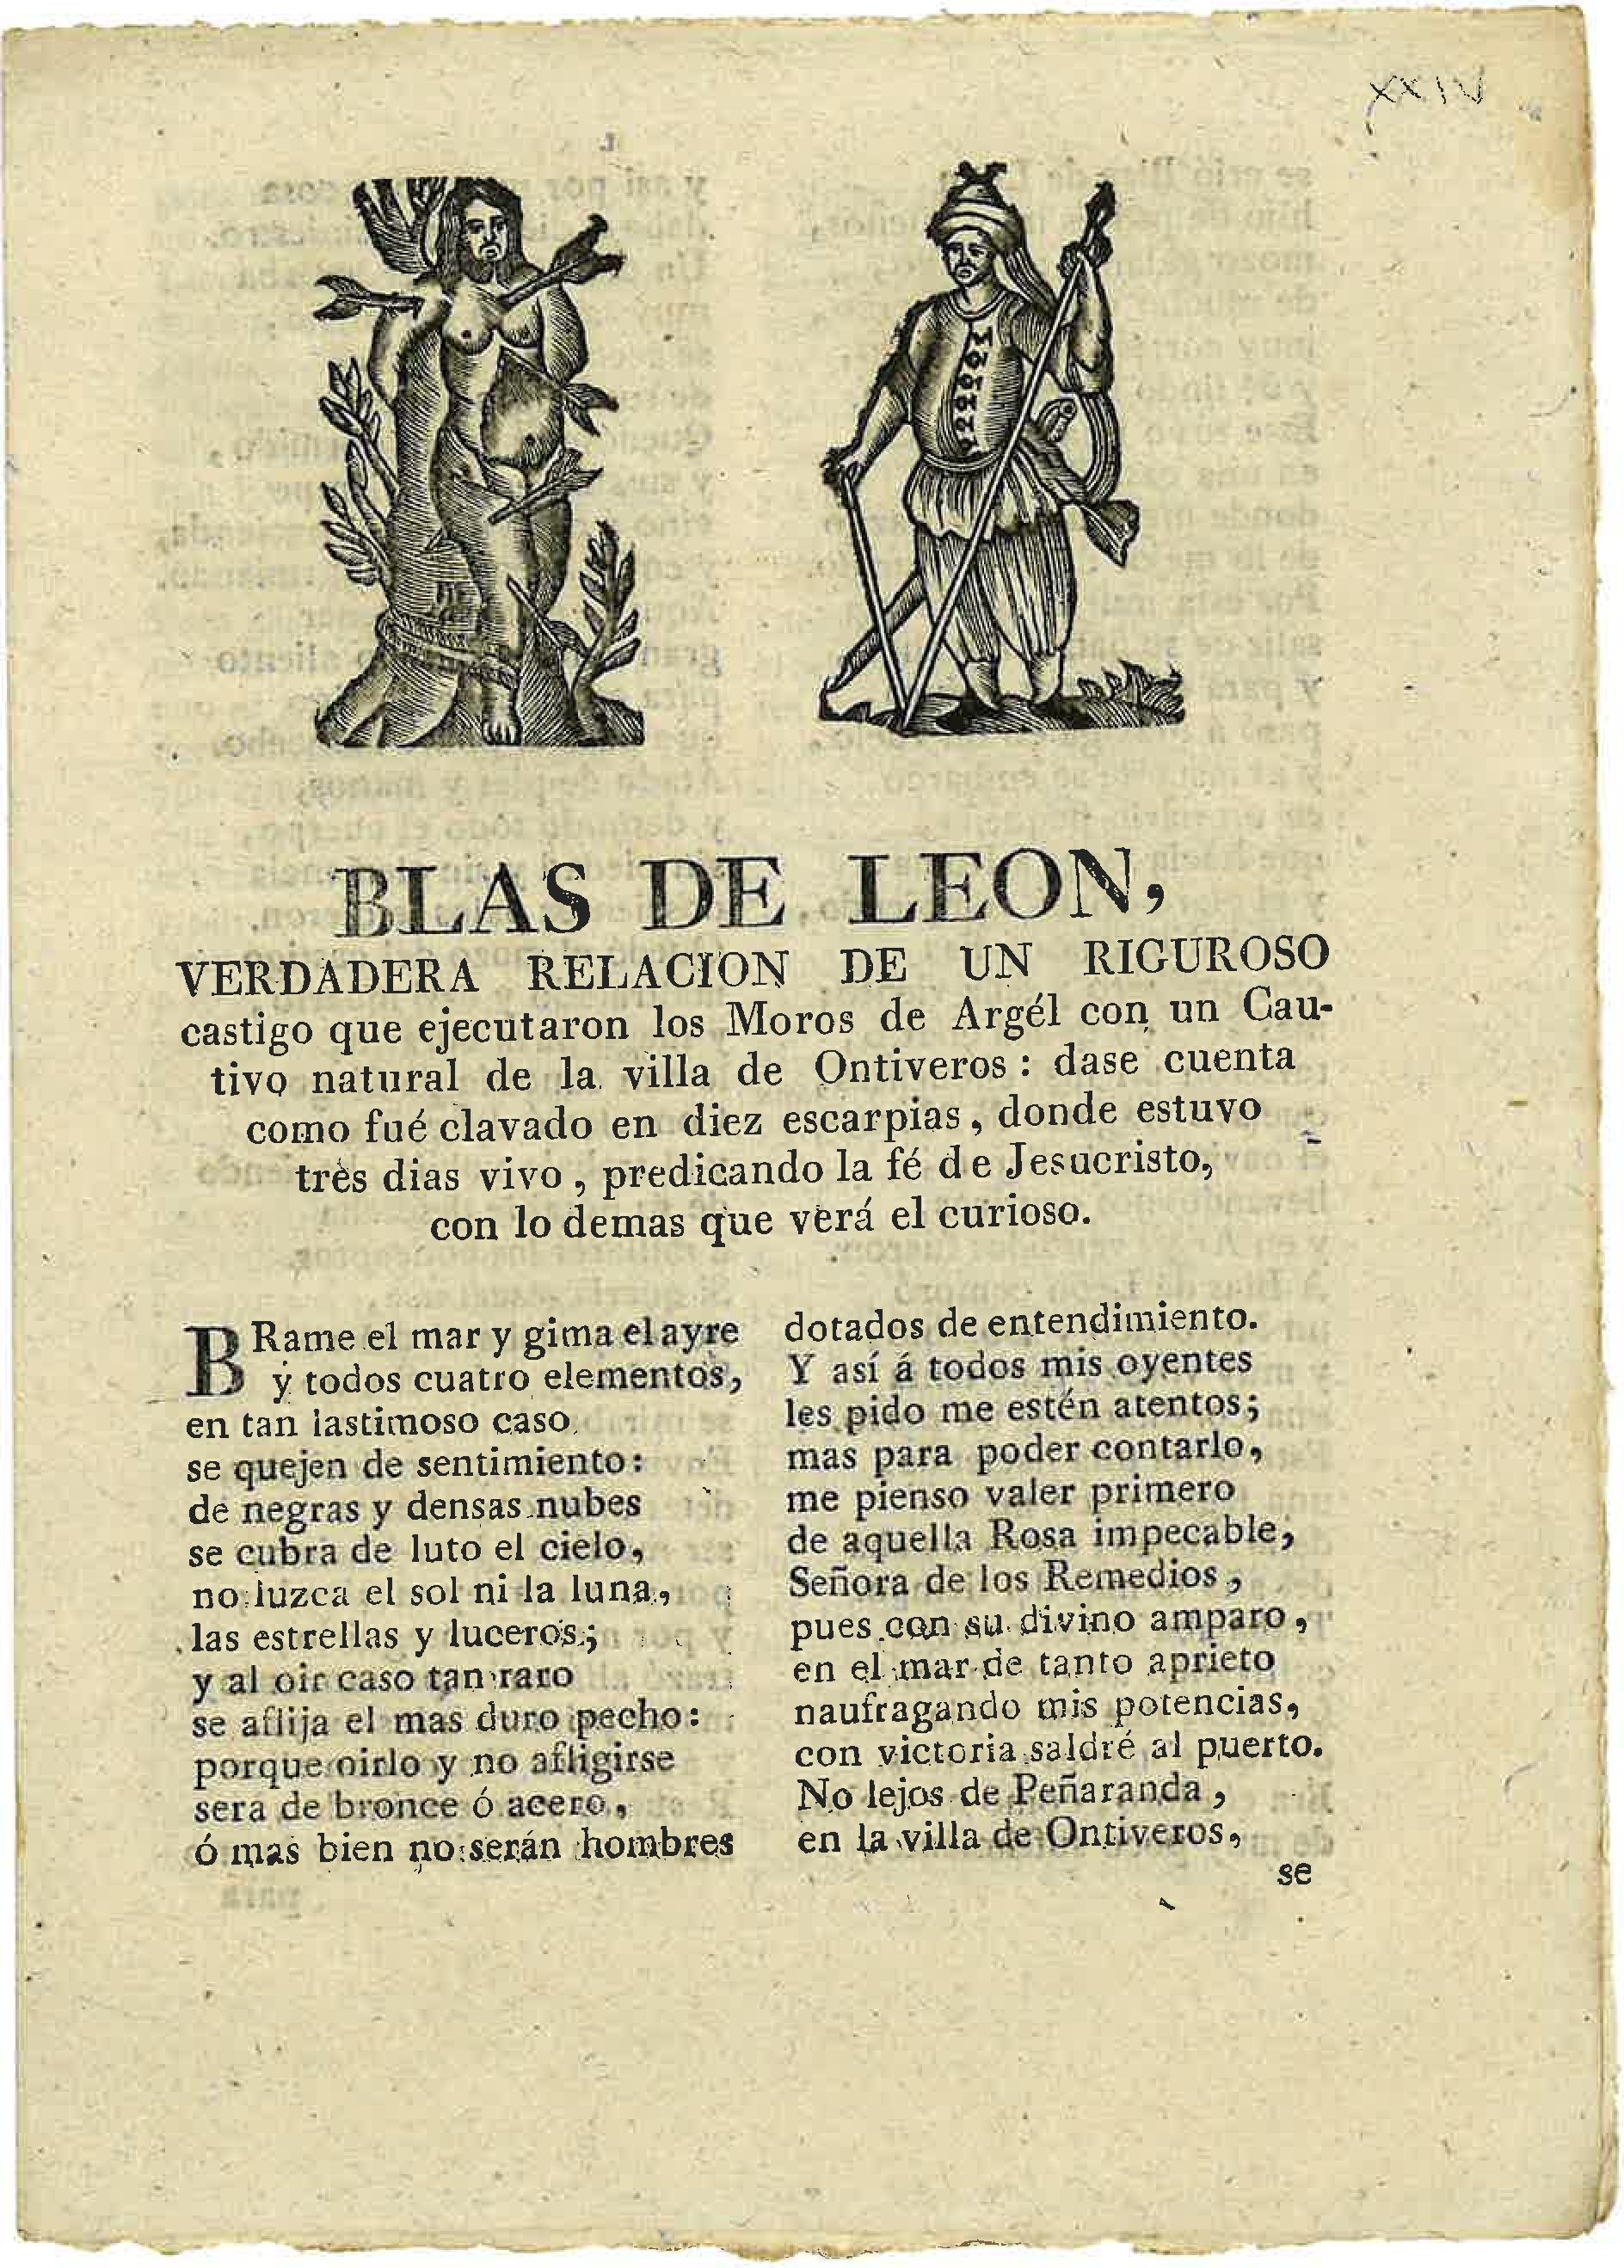 XXIV
BLAS DE LEON,
VERDADERA RELACION DE UN RIGUROSO
castigo que ejecutaron los Moros de Argél con un Cau-
tivo natural de la villa de Ontiveros : dase cuenta
como fué clavado en diez escarpias, donde estuvo
tres dias vivo, predicando la fé de Jesucristo,
con lo demas que verá el curioso.
BRame el mar y gima el ayre
y todos cuatro elementos,
en tan lastimoso caso
se quejen de sentimiento:
de negras y densas nubes
se cubra de luto el cielo,
no luzca el sol ni la luna,
las estrellas y luceros;
y al oir caso tan raro
se aflija el mas duro pecho:
porque oirlo y no afligirse
sera de bronce ó acero,
ó mas bien no serán hombres
dotados de entendimiento.
Y así á todos mis oyentes
les pido me estén atentos;
mas para poder contarlo,
me pienso valer primero
de aquella Rosa impecable,
Señora de los Remedios,
pues con su divino amparo,
en el mar de tanto aprieto
naufragando mis potencias,
con victoria saldré al puerto.
No lejos de Peñaranda,
en la villa de Ontiveros,
se